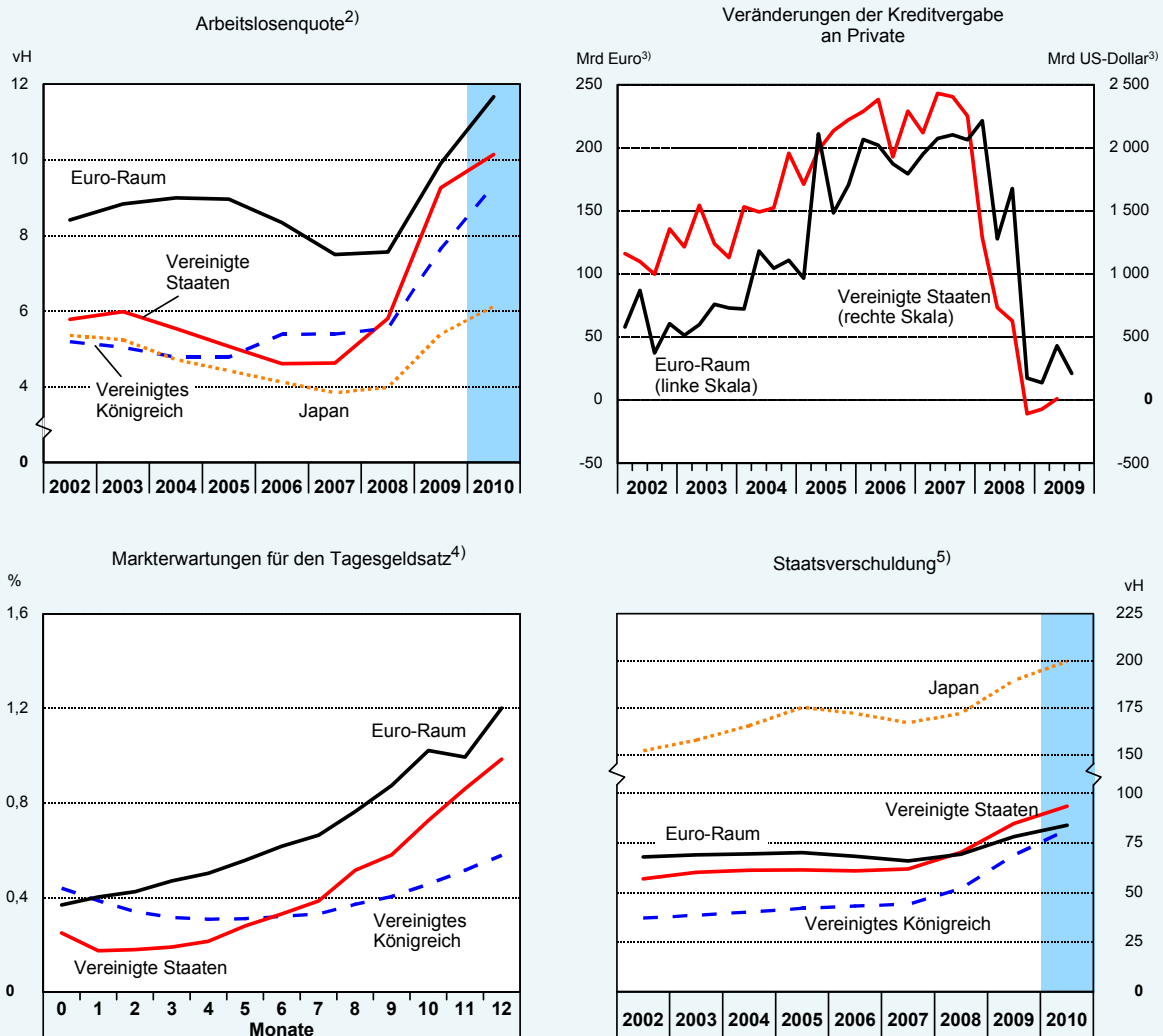 Arbeitslosenquote2)
vH
12
10
8
6
4
0
Euro-Raum
Vereinigte
Staaten
Vereinigtes
Königreich
Japan
2002 2003 2004 2005 2006 2007 2008 2009 2010
Veränderungen der Kreditvergabe
an Private
Mrd Euro3)
Mrd US-Dollar3)
250 2 500
200 2 000
150 1 500
100 1 000
50 500
0 0
-50 -500
Vereinigte Staaten
(rechte Skala)
Euro-Raum
(linke Skala)
2002 2003 2004 2005 2006 2007 2008 2009
Markterwartungen für den Tagesgeldsatz4)
%
1,6
1,2
0,8
0,4
0
Euro-Raum
Vereinigtes
Königreich
Vereinigte Staaten
0 1 2 3 4 5 6 7 8 9 10 11 12
Monate
Staatsverschuldung5)
vH
225
200
175
150
100
75
50
25
0
Japan
Vereinigte Staaten
Euro-Raum
Vereinigtes Königreich
2002 2003 2004 2005 2006 2007 2008 2009 2010